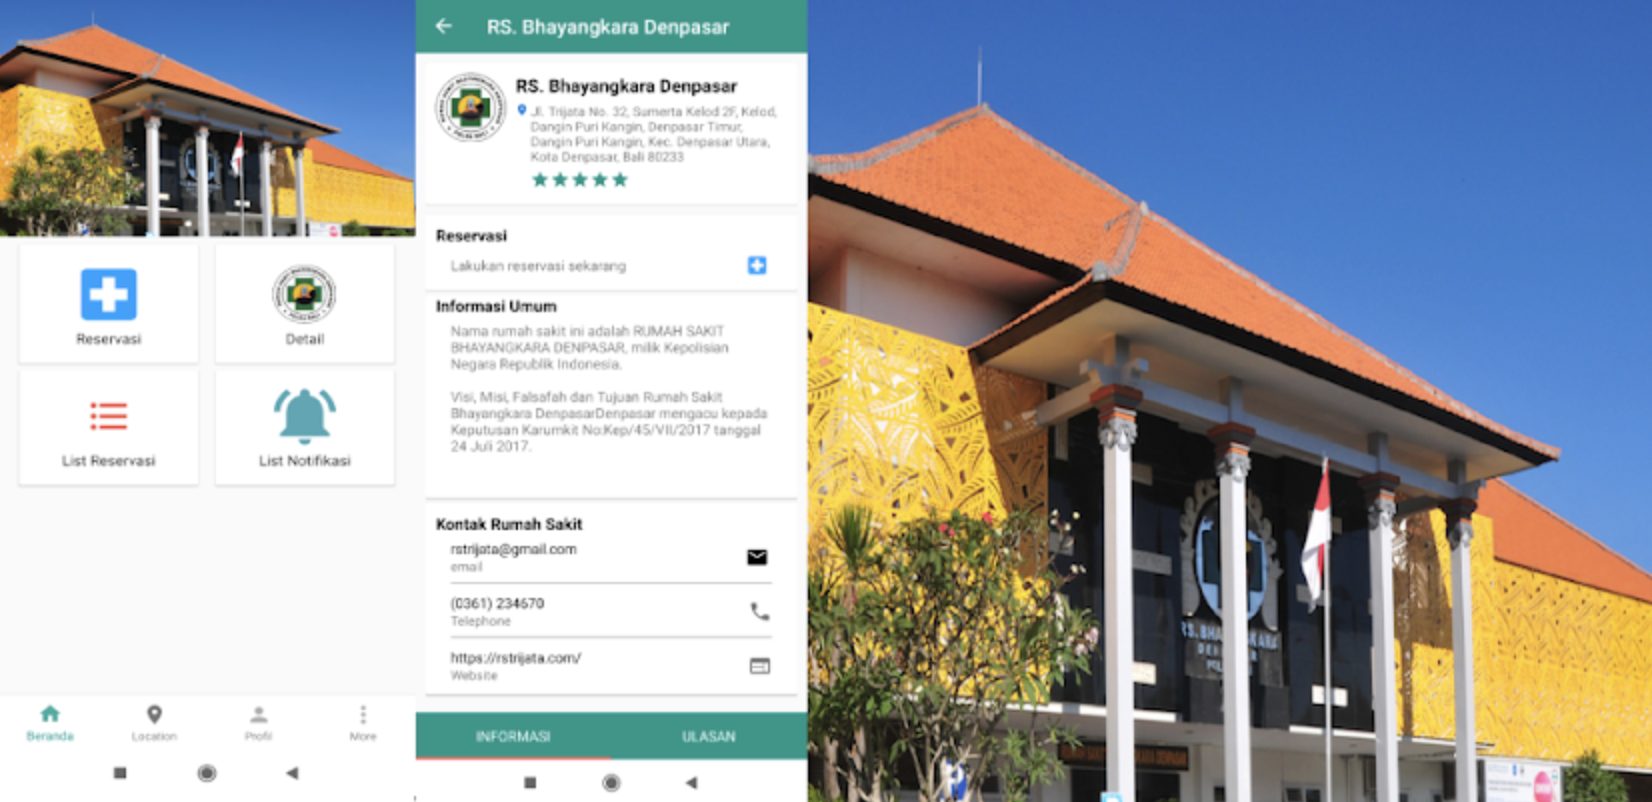 Reservasi
Detail
List Reservasi
List Notifikasi
Beranda
Location
Profil
More
RS. Bhayangkara Denpasar
RS. Bhayangkara Denpasar
Jl. Trijata No. 32, Sumerta Kelod 2F, Kelod,
Dangin Puri Kangin, Denpasar Timur,
Dangin Puri Kangin, Kec. Denpasar Utara,
Kota Denpasar, Bali 80233
Reservasi
Lakukan reservasi sekarang
Informasi Umum
Nama rumah sakit ini adalah RUMAH SAKIT
BHAYANGKARA DENPASAR, milik Kepolisian
Negara Republik Indonesia.
Visi, Misi, Falsafah dan Tujuan Rumah Sakit
Bhayangkara DenpasarDenpasar mengacu kepada
Keputusan Karumkit No:Kep/45/VII/2017 tanggal
24 Juli 2017.
Kontak Rumah Sakit
rstrijata@gmail.com
email
(0361) 234670
Telephone
https://rstrijata.com/
Website
INFORMASI
ULASAN
RS. BHAYANGKARA